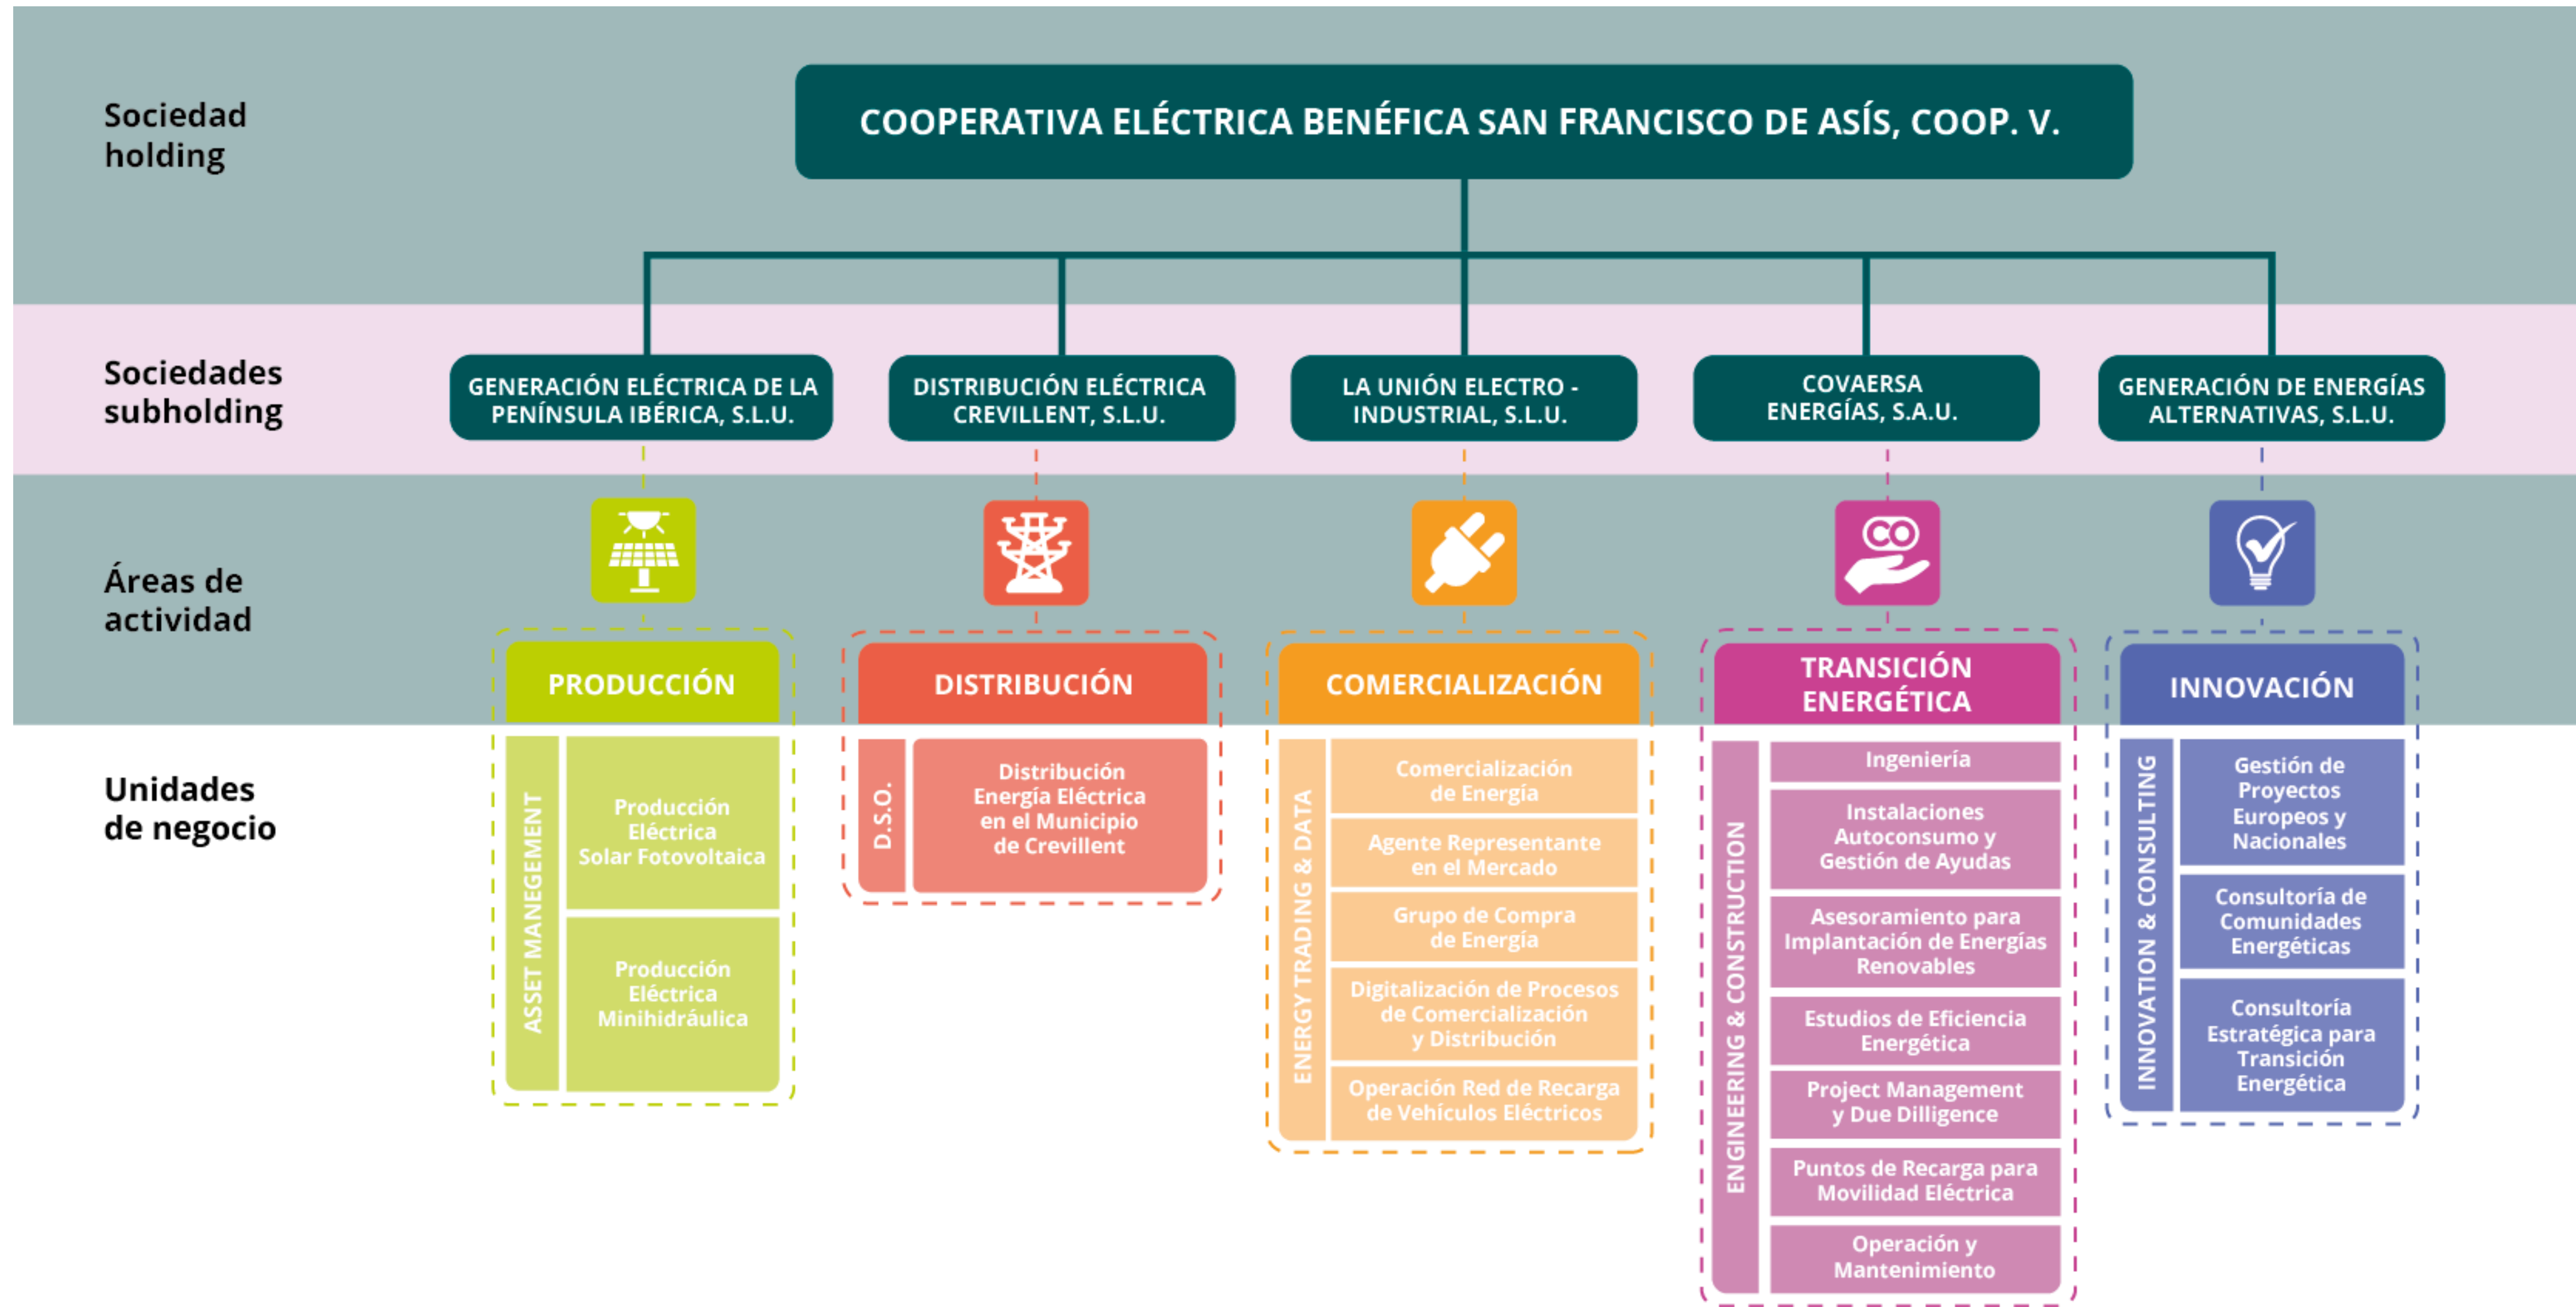 Sociedad
holding
COOPERATIVA ELÉCTRICA BENÉFICA SAN FRANCISCO DE ASÍS, COOP. V.
Sociedades
subholding
GENERACIÓN ELÉCTRICA DE LA
PENÍNSULA IBÉRICA, S.L.U.
DISTRIBUCIÓN ELÉCTRICA
CREVILLENT, S.L.U.
LA UNIÓN ELECTRO -
INDUSTRIAL, S.L.U.
COVAERSA
ENERGÍAS, S.A.U.
GENERACIÓN DE ENERGÍAS
ALTERNATIVAS, S.L.U.
Áreas de
actividad
PRODUCCIÓN
DISTRIBUCIÓN
COMERCIALIZACIÓN
TRANSICIÓN
ENERGÉTICA
INNOVACIÓN
Unidades
de negocio
ASSET MANEGEMENT
Producción
Eléctrica
Solar Fotovoltaica
Producción
Eléctrica
Minihidráulica
D.S.O.
Distribución
Energía Eléctrica
en el Municipio
de Crevillent
ENERGY TRADING & DATA
Comercialización
de Energía
Agente Representante
en el Mercado
Grupo de Compra
de Energía
Digitalización de Procesos
de Comercialización
y Distribución
Operación Red de Recarga
de Vehículos Eléctricos
ENGINEERING & CONSTRUCTION
Ingeniería
Instalaciones
Autoconsumo y
Gestión de Ayudas
Asesoramiento para
Implantación de Energías
Renovables
Estudios de Eficiencia
Energética
Project Management
y Due Dilligence
Puntos de Recarga para
Movilidad Eléctrica
Operación y
Mantenimiento
INNOVATION & CONSULTING
Gestión de
Proyectos
Europeos y
Nacionales
Consultoría de
Comunidades
Energéticas
Consultoría
Estratégica para
Transición
Energética